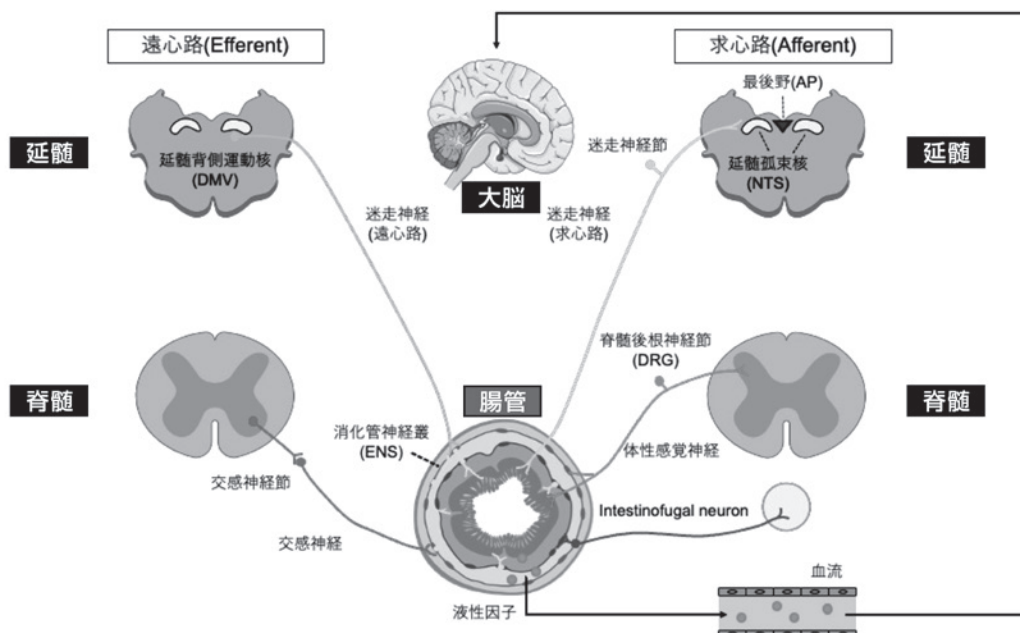 遠心路(Efferent)
求心路(Afferent)
最後野(AP)
延髄
延髄背側運動核
(DMV)
大脳
迷走神経節
延髄孤束核
(NTS)
延髄
迷走神経
(遠心路)
迷走神経
(求心路)
脊髄後根神経節
(DRG)
脊髄
腸管
脊髄
消化管神経叢
(ENS)
体性感覚神経
交感神経節
Intestinofugal neuron
交感神経
血流
液性因子